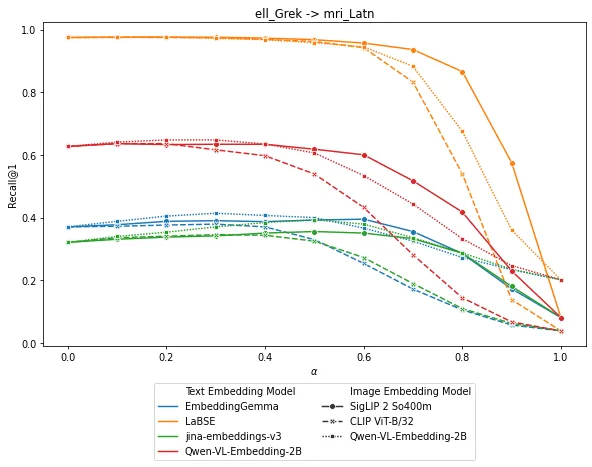 ell_Grek -> mri_Latn
Recall@1
1.0
0.8
0.6
0.4
0.2
0.0
0.0 0.2 0.4 0.6 0.8 1.0
α
Text Embedding Model
EmbeddingGemma
LaBSE
jina-embeddings-v3
Qwen-VL-Embedding-2B
Image Embedding Model
SigLIP 2 So400m
CLIP ViT-B/32
Qwen-VL-Embedding-2B